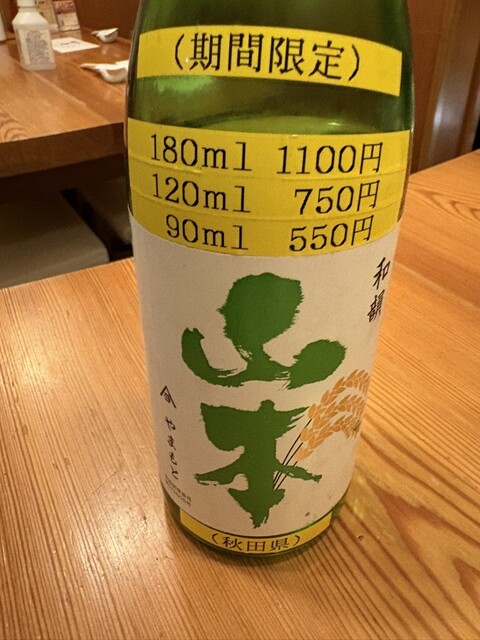 (期間限定)
180ml 1100円
120ml 750円
90ml 550円
和韻
山本
やまもと
(秋田県)